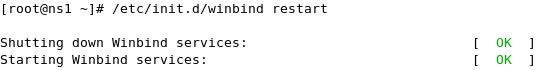 [root@ns1 ~]# /etc/init.d/winbind restart
Shutting down Winbind services: [ OK ]
Starting Winbind services: [ OK ]